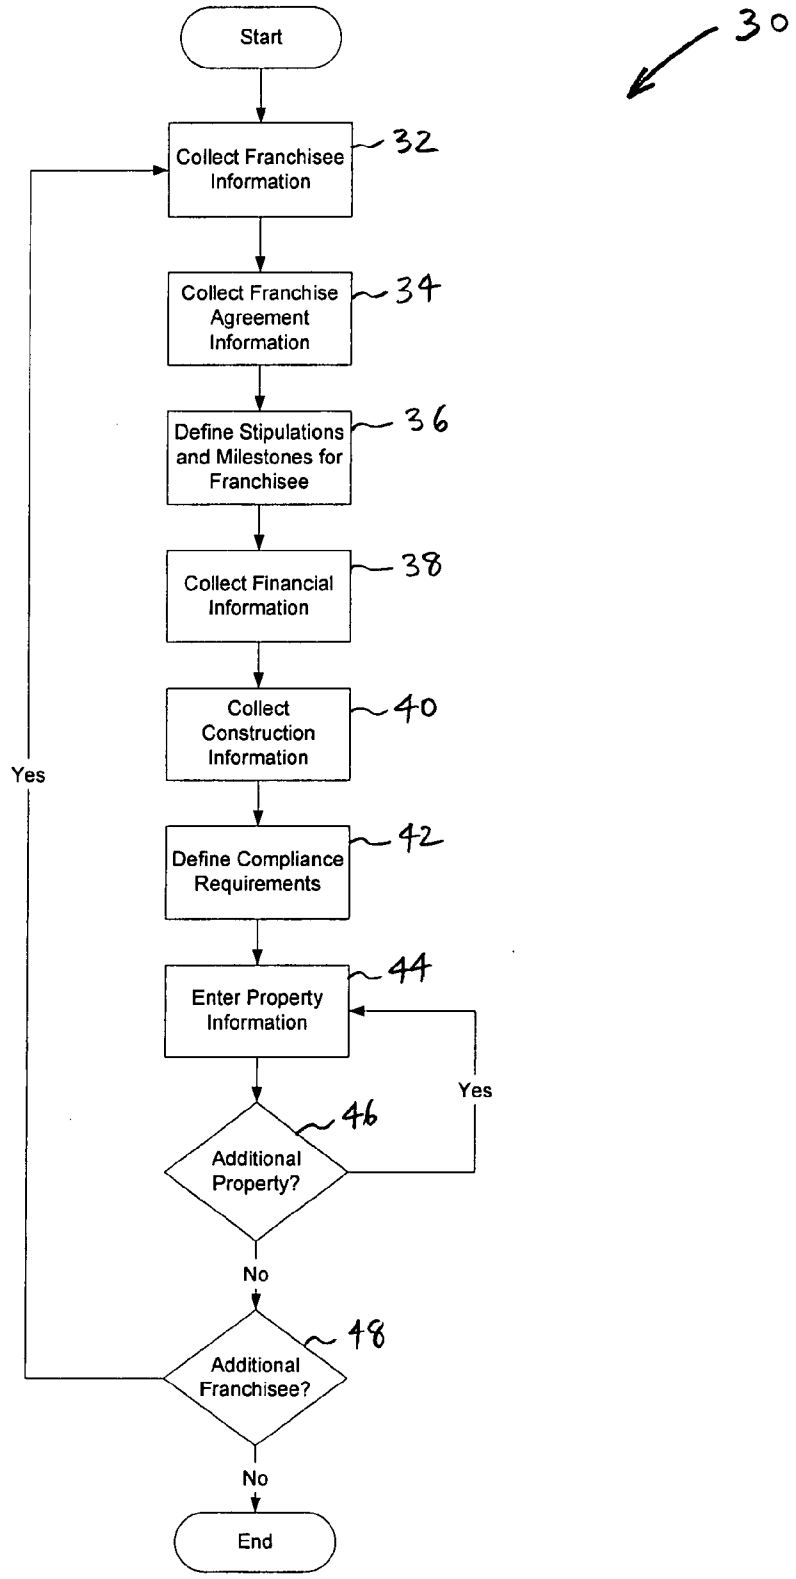 Start
30
Collect Franchisee
Information
32
Collect Franchise
Agreement
Information
34
Define Stipulations
and Milestones for
Franchisee
36
Collect Financial
Information
38
Collect
Construction
Information
40
Yes
Define Compliance
Requirements
42
Enter Property
Information
44
Yes
Additional
Property?
46
No
Additional
Franchisee?
48
No
End